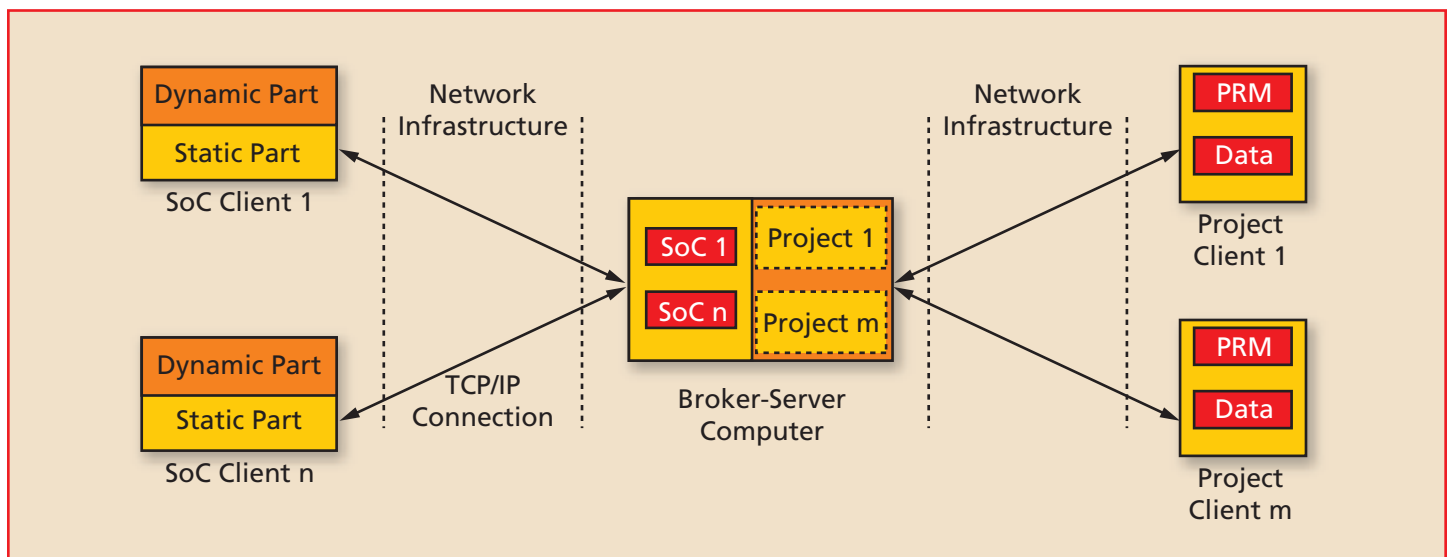 Dynamic Part
Static Part
SoC Client 1
Dynamic Part
Static Part
SoC Client n
Network
Infrastructure
TCP/IP
Connection
SoC 1
SoC n
Project 1
Project m
Broker-Server
Computer
Network
Infrastructure
PRM
Data
Project
Client 1
PRM
Data
Project
Client m